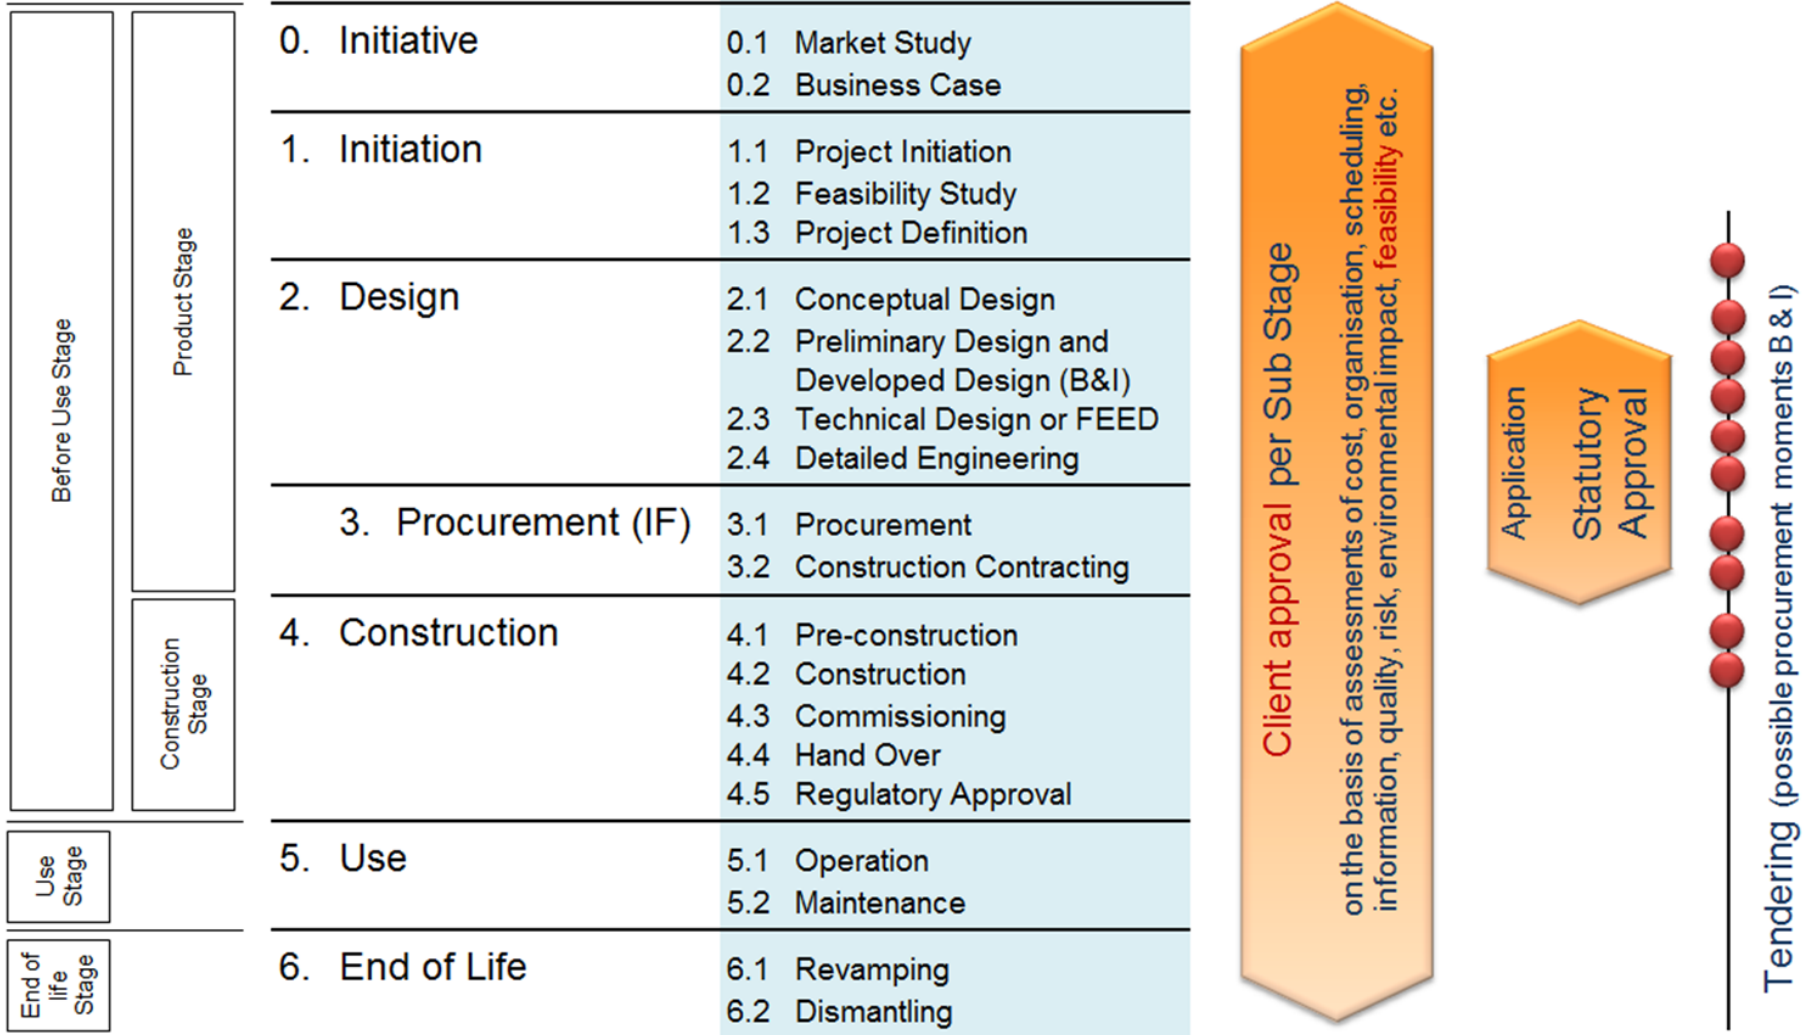 Before Use Stage
Product Stage
Construction
Stage
Use
Stage
End of
life
Stage
0. Initiative
0.1 Market Study
0.2 Business Case
1. Initiation
1.1 Project Initiation
1.2 Feasibility Study
1.3 Project Definition
2. Design
2.1 Conceptual Design
2.2 Preliminary Design and
Developed Design (B&I)
2.3 Technical Design or FEED
2.4 Detailed Engineering
3. Procurement (IF)
3.1 Procurement
3.2 Construction Contracting
4. Construction
4.1 Pre-construction
4.2 Construction
4.3 Commissioning
4.4 Hand Over
4.5 Regulatory Approval
5. Use
5.1 Operation
5.2 Maintenance
6. End of Life
6.1 Revamping
6.2 Dismantling
Client approval per Sub Stage
on the basis of assessments of cost, organisation, scheduling,
information, quality, risk, environmental impact, feasibility etc.
Application
Statutory
Approval
Tendering (possible procurement moments B & I)